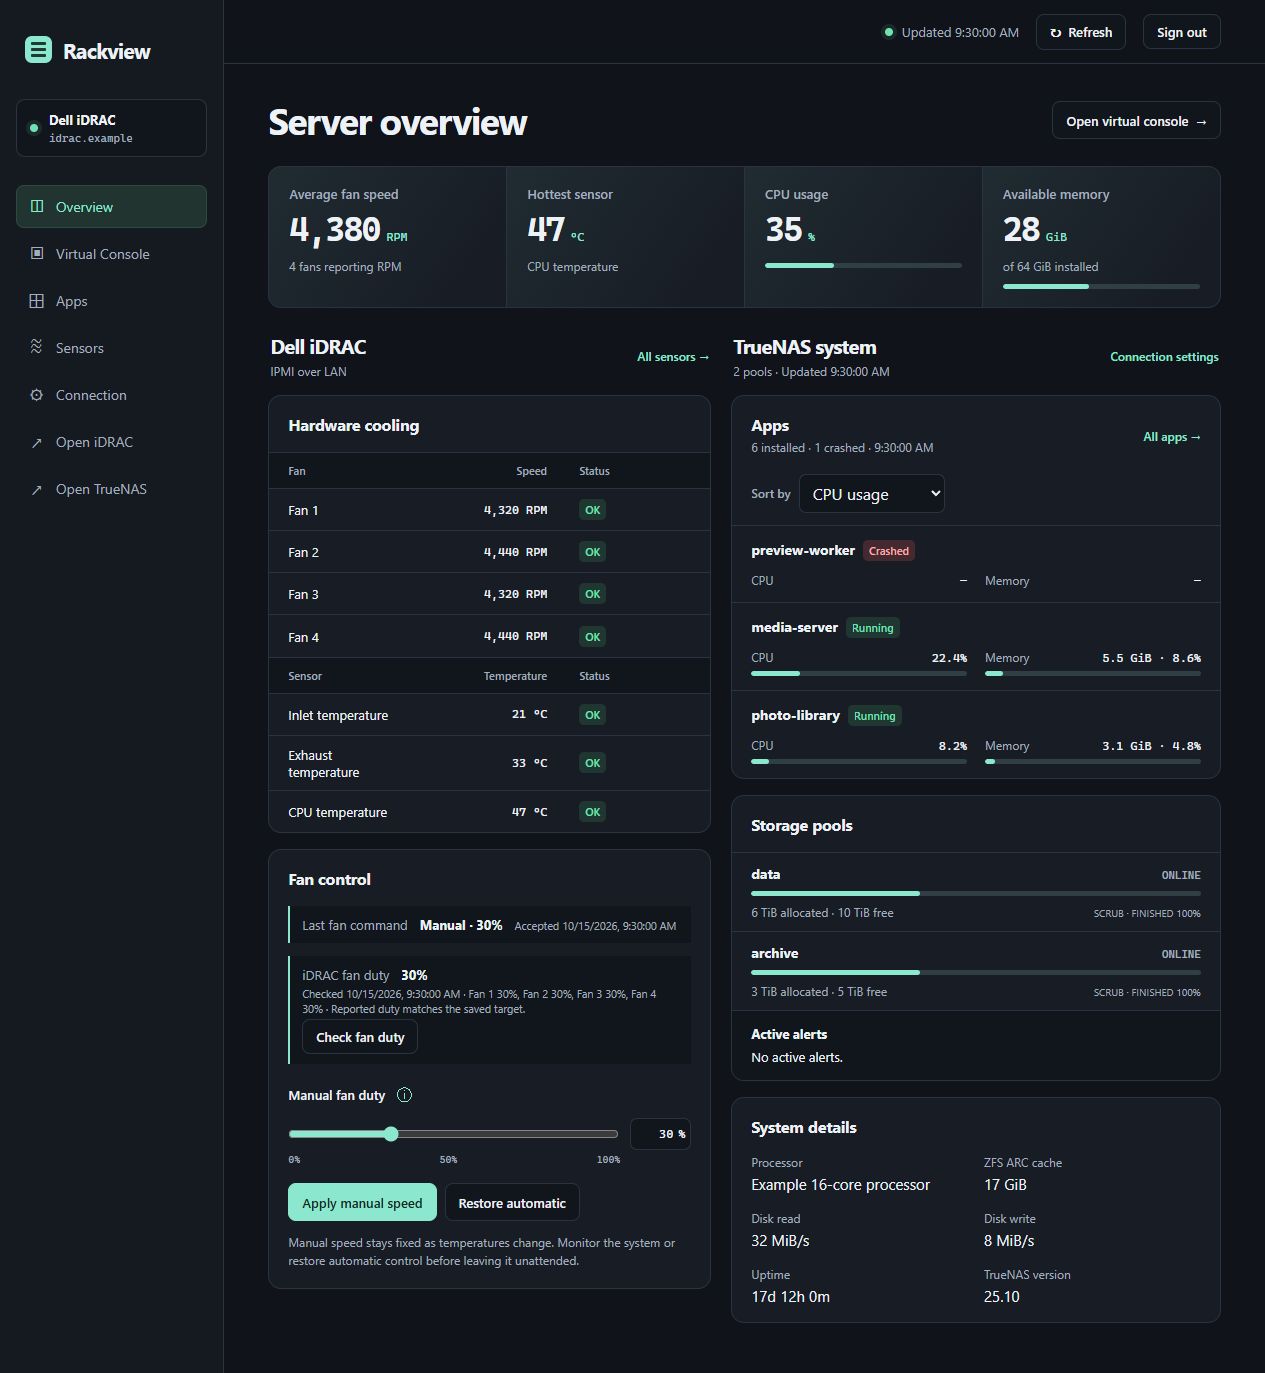 Rackview
Updated 9:30:00 AM
↻ Refresh
Sign out
Dell iDRAC
idrac.example
Overview
Virtual Console
Apps
Sensors
Connection
Open iDRAC
Open TrueNAS
Server overview
Open virtual console →
Average fan speed
4,380 RPM
4 fans reporting RPM
Hottest sensor
47 °C
CPU temperature
CPU usage
35 %
Available memory
28 GiB
of 64 GiB installed
Dell iDRAC
IPMI over LAN
All sensors →
Hardware cooling
Fan Speed Status
Fan 1 4,320 RPM OK
Fan 2 4,440 RPM OK
Fan 3 4,320 RPM OK
Fan 4 4,440 RPM OK
Sensor Temperature Status
Inlet temperature 21 °C OK
Exhaust
temperature 33 °C OK
CPU temperature 47 °C OK
Fan control
Last fan command Manual · 30% Accepted 10/15/2026, 9:30:00 AM
iDRAC fan duty 30%
Checked 10/15/2026, 9:30:00 AM · Fan 1 30%, Fan 2 30%, Fan 3 30%, Fan 4
30% · Reported duty matches the saved target.
Check fan duty
Manual fan duty
30 %
0% 50% 100%
Apply manual speed
Restore automatic
Manual speed stays fixed as temperatures change. Monitor the system or
restore automatic control before leaving it unattended.
TrueNAS system
2 pools · Updated 9:30:00 AM
Connection settings
Apps
6 installed · 1 crashed · 9:30:00 AM
All apps →
Sort by CPU usage
preview-worker Crashed
CPU – Memory –
media-server Running
CPU 22.4% Memory 5.5 GiB · 8.6%
photo-library Running
CPU 8.2% Memory 3.1 GiB · 4.8%
Storage pools
data ONLINE
6 TiB allocated · 10 TiB free SCRUB · FINISHED 100%
archive ONLINE
3 TiB allocated · 5 TiB free SCRUB · FINISHED 100%
Active alerts
No active alerts.
System details
Processor ZFS ARC cache
Example 16-core processor 17 GiB
Disk read Disk write
32 MiB/s 8 MiB/s
Uptime TrueNAS version
17d 12h 0m 25.10